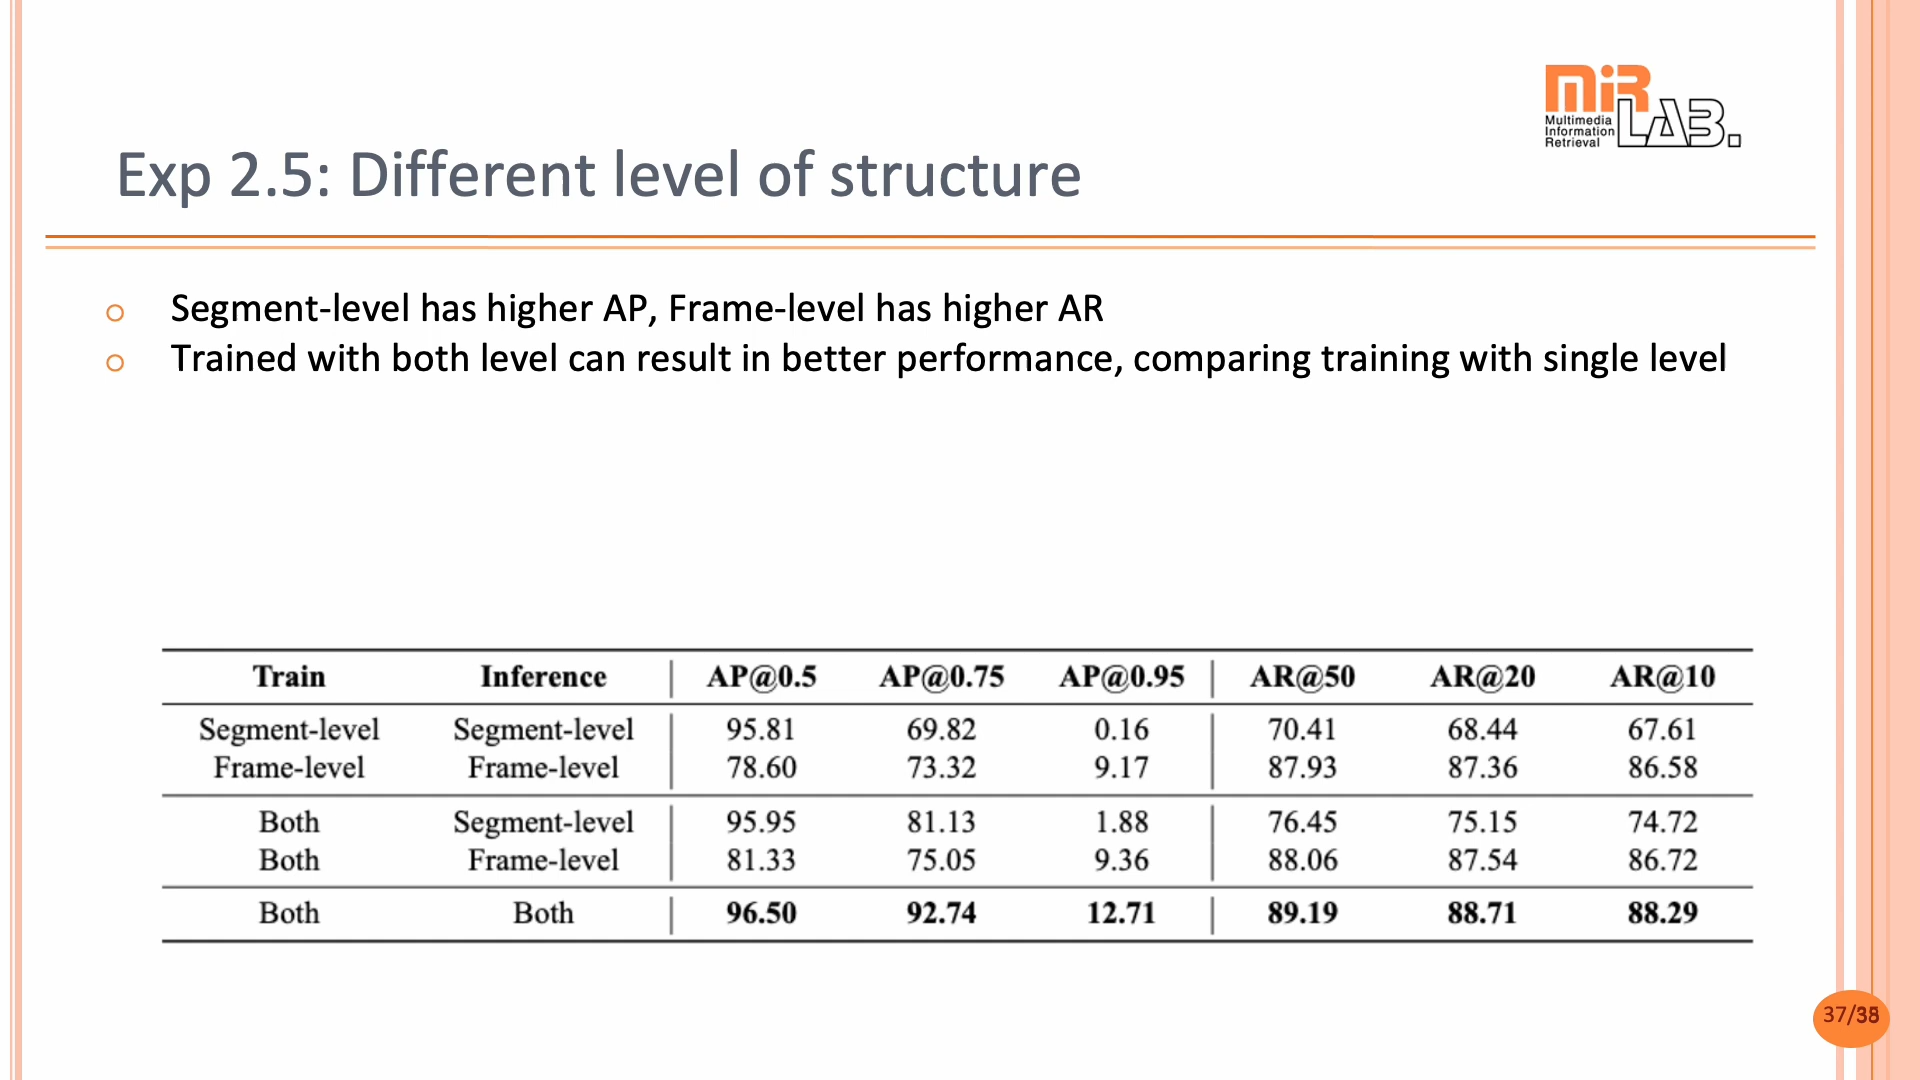 MiR LAB.
Multimedia
Information
Retrieval
Exp 2.5: Different level of structure
Segment-level has higher AP, Frame-level has higher AR
Trained with both level can result in better performance, comparing training with single level
Train Inference AP@0.5 AP@0.75 AP@0.95 AR@50 AR@20 AR@10
Segment-level Segment-level 95.81 69.82 0.16 70.41 68.44 67.61
Frame-level Frame-level 78.60 73.32 9.17 87.93 87.36 86.58
Both Segment-level 95.95 81.13 1.88 76.45 75.15 74.72
Both Frame-level 81.33 75.05 9.36 88.06 87.54 86.72
Both Both 96.50 92.74 12.71 89.19 88.71 88.29
37/